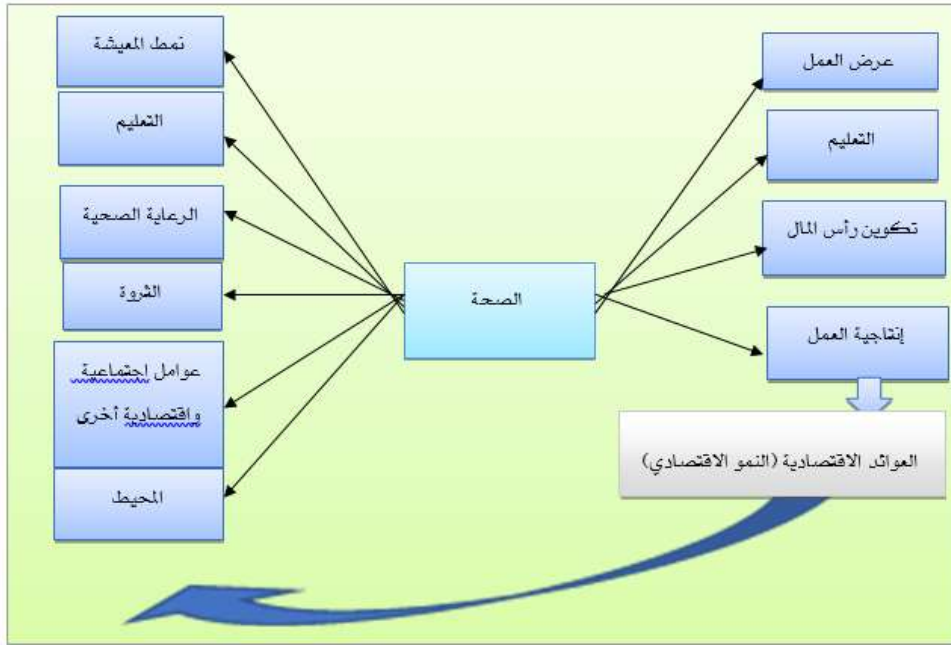 عرض العمل
التعليم
تكوين رأس المال
إنتاجية العمل
العوائد الاقتصادية (النمو الاقتصادي)
الصحة
نمط المعيشة
التعليم
الرعاية الصحية
الثروة
عوامل إجتماعية
واقتصادية أخرى
المحيط